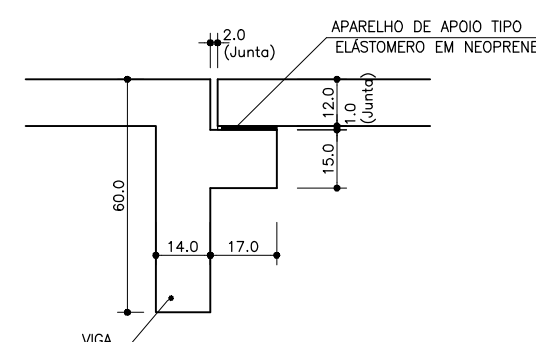 2.0
(Junta)
APARELHO DE APOIO TIPO
ELÁSTOMERO EM NEOPRENE
12.0
1.0
(Junta)
15.0
60.0
14.0
17.0
VIGA